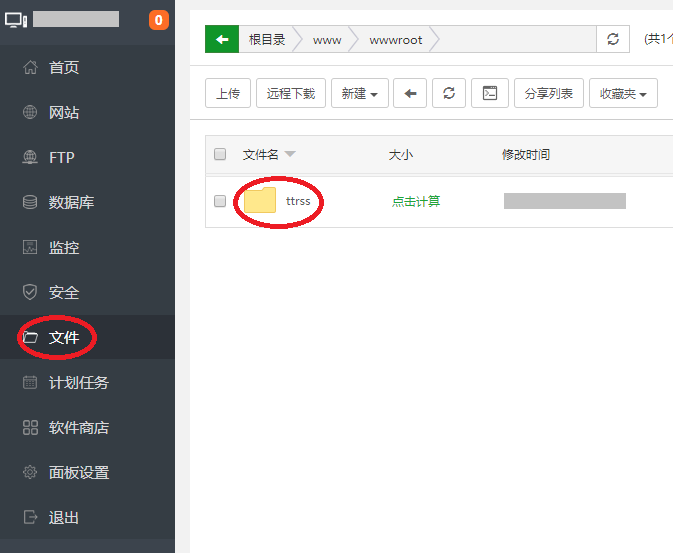 0
首页
网站
FTP
数据库
监控
安全
文件
计划任务
软件商店
面板设置
退出
根目录 www wwwroot (共1个
上传 远程下载 新建 分享列表 收藏夹
文件名 大小 修改时间
ttrss 点击计算